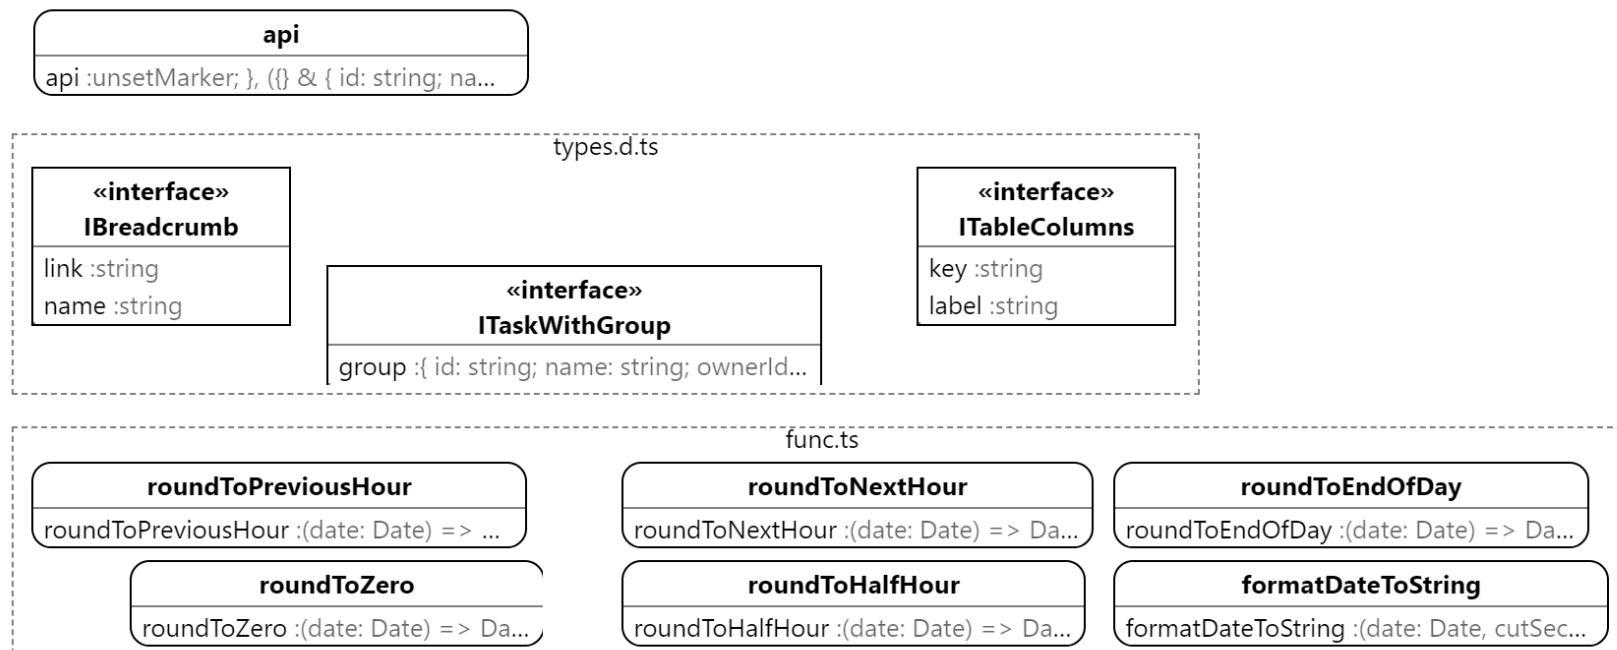 api
api :unsetMarker; }, ({} & { id: string; na...
types.d.ts
«interface»
IBreadcrumb
link :string
name :string
«interface»
ITaskWithGroup
group :{ id: string; name: string; ownerId...
«interface»
ITableColumns
key :string
label :string
func.ts
roundToPreviousHour
roundToPreviousHour :(date: Date) => ...
roundToNextHour
roundToNextHour :(date: Date) => Da...
roundToEndOfDay
roundToEndOfDay :(date: Date) => Da...
roundToZero
roundToZero :(date: Date) => Da...
roundToHalfHour
roundToHalfHour :(date: Date) => Da...
formatDateToString
formatDateToString :(date: Date, cutSec...